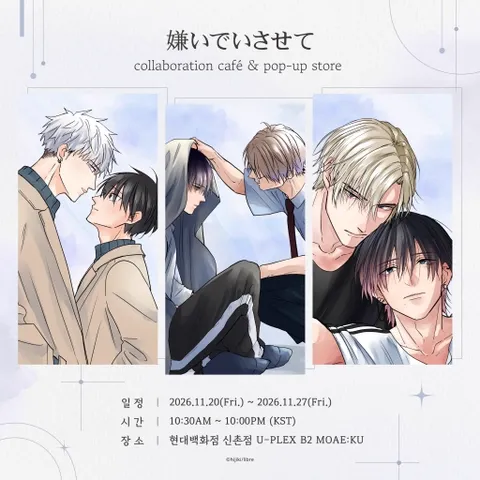 嫌いでいさせて
collaboration café & pop-up store
일 정 | 2026.11.20(Fri.) ~ 2026.11.27(Fri.)
시 간 | 10:30AM ~ 10:00PM (KST)
장 소 | 현대백화점 신촌점 U-PLEX B2 MOAE:KU
©hijiki/libre